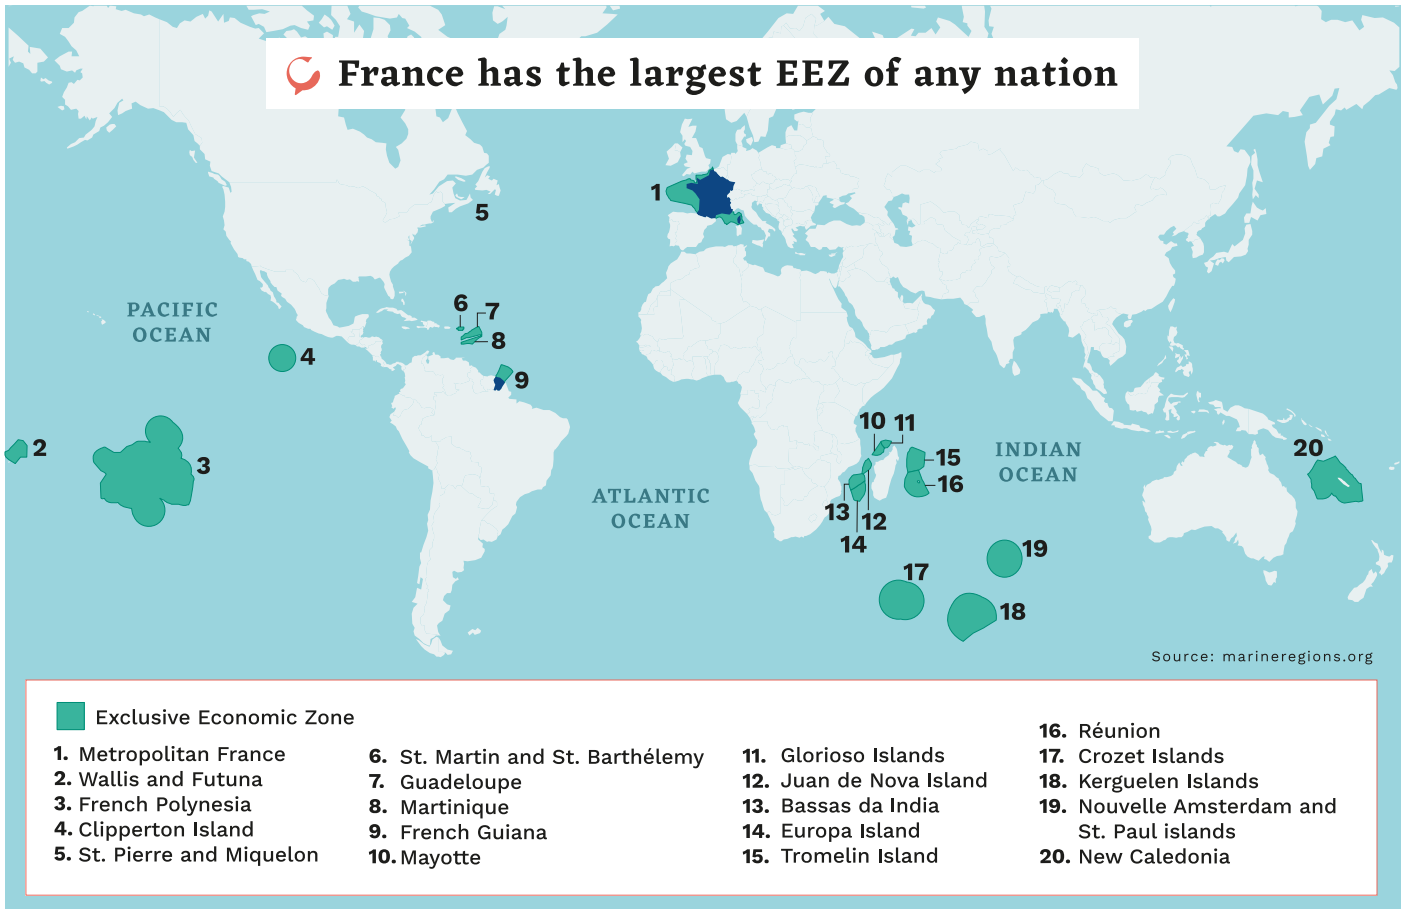 France has the largest EEZ of any nation
1
5
PACIFIC
OCEAN
6
7
8
4
9
2
3
ATLANTIC
OCEAN
10
11
INDIAN
OCEAN
15
16
13
12
14
20
19
17
18
Source: marineregions.org
Exclusive Economic Zone
1. Metropolitan France
2. Wallis and Futuna
3. French Polynesia
4. Clipperton Island
5. St. Pierre and Miquelon
6. St. Martin and St. Barthélemy
7. Guadeloupe
8. Martinique
9. French Guiana
10. Mayotte
11. Glorioso Islands
12. Juan de Nova Island
13. Bassas da India
14. Europa Island
15. Tromelin Island
16. Réunion
17. Crozet Islands
18. Kerguelen Islands
19. Nouvelle Amsterdam and
St. Paul islands
20. New Caledonia